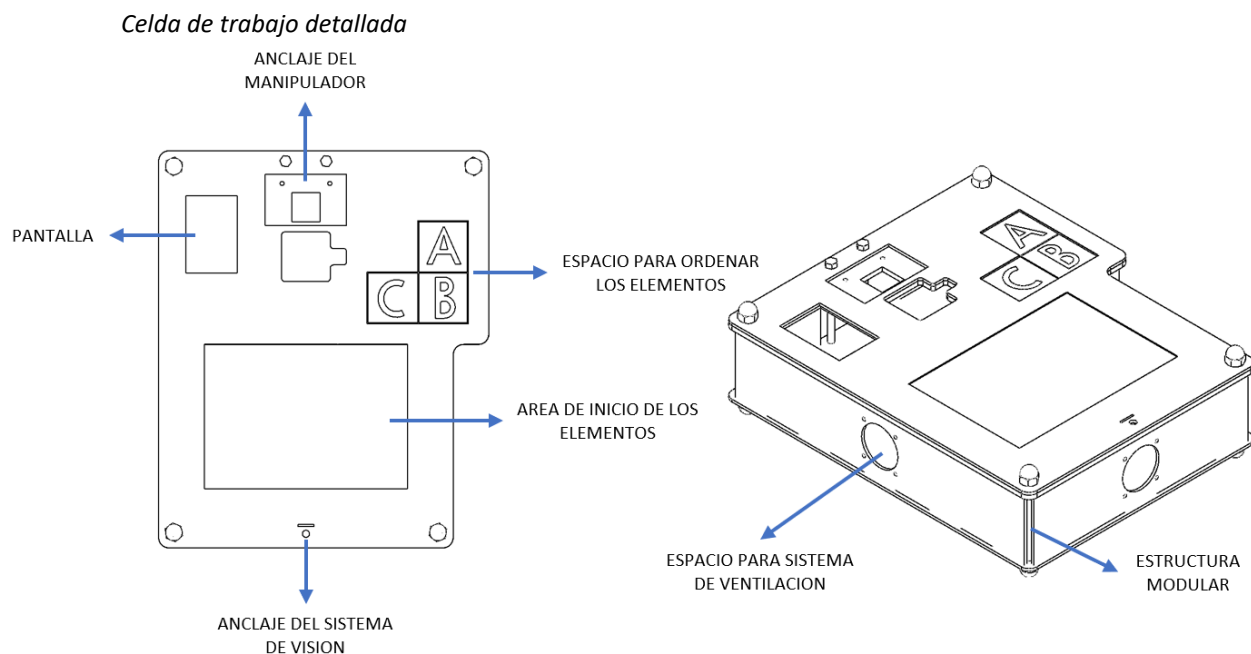 Celda de trabajo detallada
ANCLAJE DEL
MANIPULADOR
PANTALLA
A
C B
ESPACIO PARA ORDENAR
LOS ELEMENTOS
AREA DE INICIO DE LOS
ELEMENTOS
ANCLAJE DEL SISTEMA
DE VISION
A
B
C
ESPACIO PARA SISTEMA
DE VENTILACION
ESTRUCTURA
MODULAR